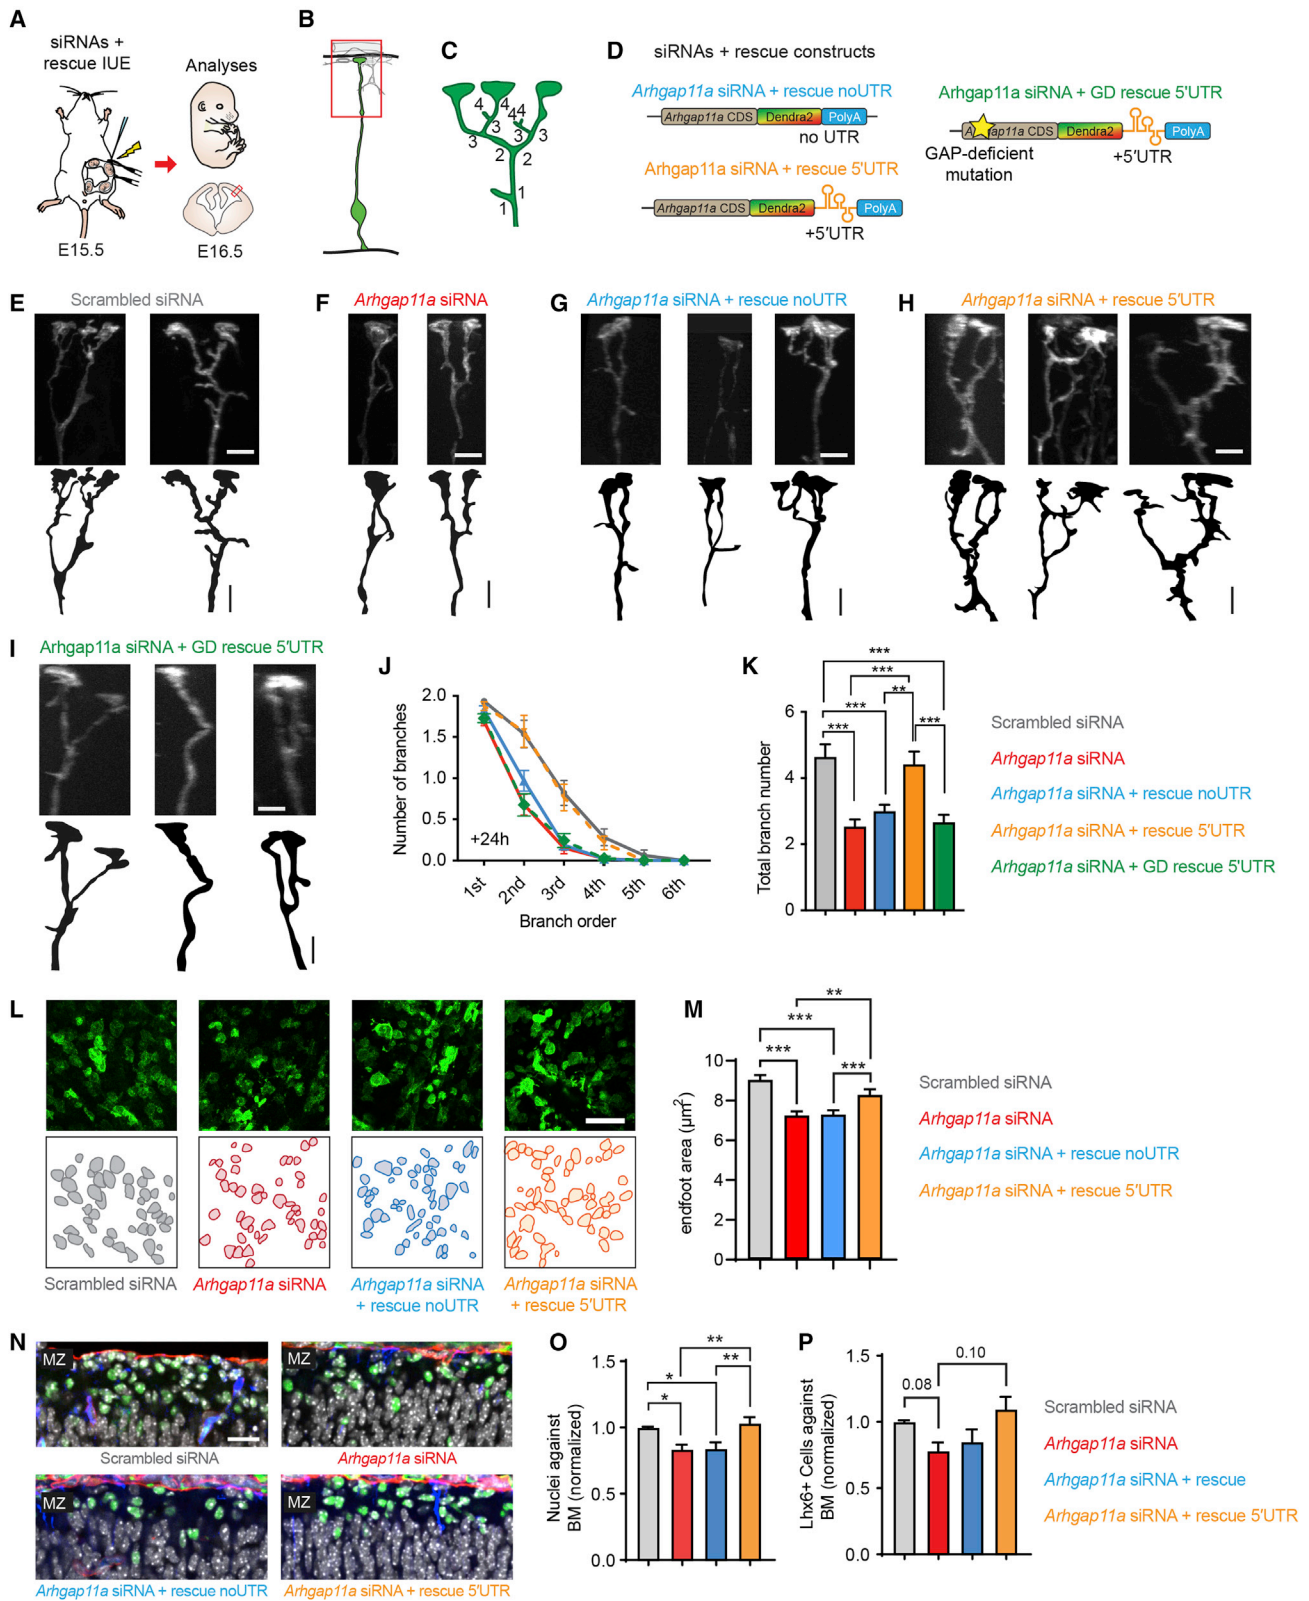 A
siRNAs +
rescue IUE
Analyses
E15.5
E16.5
B
C
4
4
4
4
3
3
3
3
2
2
1
1
D
siRNAs + rescue constructs
Arhgap11a siRNA + rescue noUTR
Arhgap11a CDS
Dendra2
PolyA
no UTR
Arhgap11a siRNA + rescue 5′UTR
Arhgap11a CDS
Dendra2
PolyA
+5′UTR
Arhgap11a siRNA + GD rescue 5′UTR
CDS
Dendra2
PolyA
GAP-deficient
mutation
+5′UTR
E
Scrambled siRNA
F
Arhgap11a siRNA
G
Arhgap11a siRNA + rescue noUTR
H
Arhgap11a siRNA + rescue 5′UTR
I
Arhgap11a siRNA + GD rescue 5′UTR
J
Number of branches
2.0
1.5
1.0
0.5
0.0
+24h
1st
2nd
3rd
4th
5th
6th
Branch order
K
Total branch number
6
4
2
0
***
***
**
***
***
***
Scrambled siRNA
Arhgap11a siRNA
Arhgap11a siRNA + rescue noUTR
Arhgap11a siRNA + rescue 5′UTR
Arhgap11a siRNA + GD rescue 5′UTR
L
Scrambled siRNA
Arhgap11a siRNA
Arhgap11a siRNA
+ rescue noUTR
Arhgap11a siRNA
+ rescue 5′UTR
M
endfoot area (µm2)
10
8
6
4
2
0
**
***
***
***
Scrambled siRNA
Arhgap11a siRNA
Arhgap11a siRNA + rescue noUTR
Arhgap11a siRNA + rescue 5′UTR
N
MZ
Scrambled siRNA
MZ
Arhgap11a siRNA
MZ
Arhgap11a siRNA + rescue noUTR
MZ
Arhgap11a siRNA + rescue 5′UTR
O
Nuclei against
BM (normalized)
1.5
1.0
0.5
0.0
**
**
*
*
P
Lhx6+ Cells against
BM (normalized)
1.5
1.0
0.5
0.0
0.10
0.08
Scrambled siRNA
Arhgap11a siRNA
Arhgap11a siRNA + rescue
Arhgap11a siRNA + rescue 5′UTR